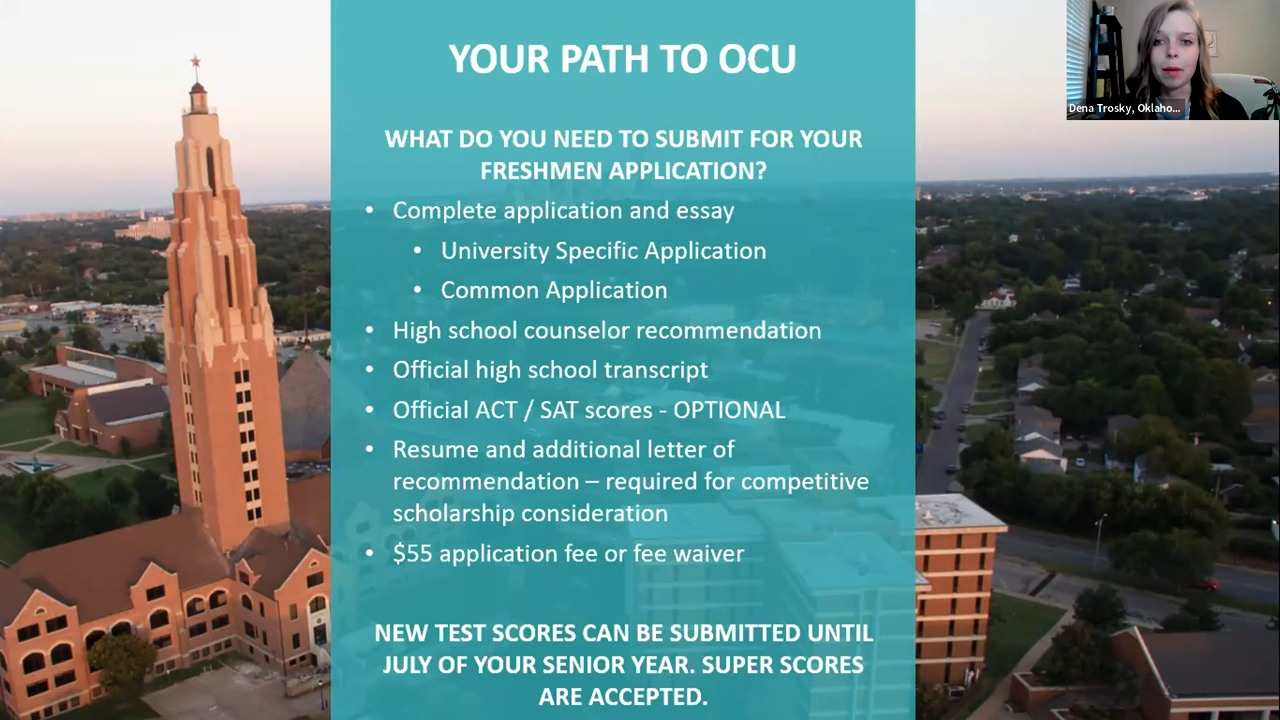 YOUR PATH TO OCU
WHAT DO YOU NEED TO SUBMIT FOR YOUR
FRESHMEN APPLICATION?
• Complete application and essay
• University Specific Application
• Common Application
• High school counselor recommendation
• Official high school transcript
• Official ACT / SAT scores - OPTIONAL
• Resume and additional letter of
recommendation – required for competitive
scholarship consideration
• $55 application fee or fee waiver
NEW TEST SCORES CAN BE SUBMITTED UNTIL
JULY OF YOUR SENIOR YEAR. SUPER SCORES
ARE ACCEPTED.
Dena Trosky, Oklaho...